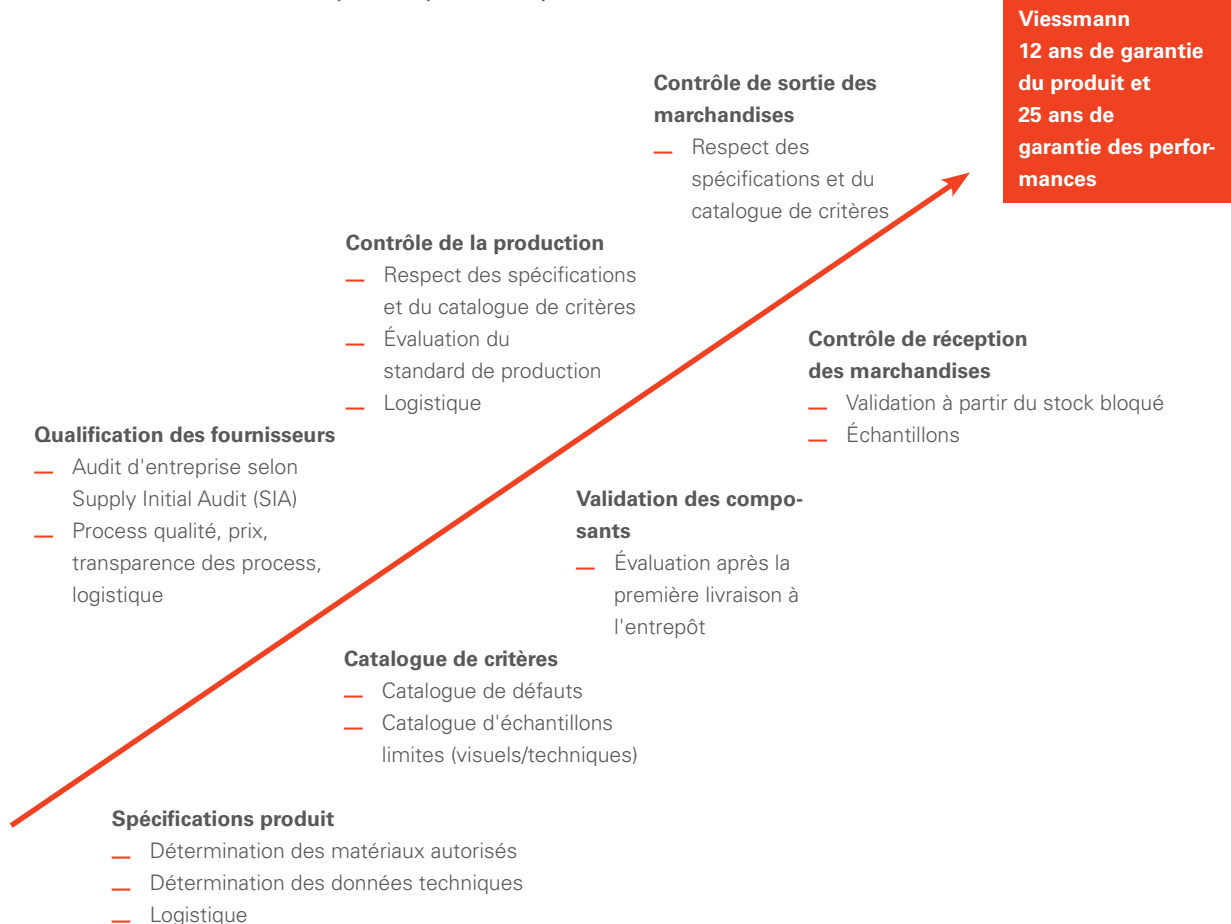 Viessmann
12 ans de garantie
du produit et
25 ans de
garantie des perfor-
mances
Contrôle de sortie des
marchandises
Respect des
spécifications et du
catalogue de critères
Contrôle de la production
Respect des spécifications
et du catalogue de critères
Évaluation du
standard de production
Logistique
Contrôle de réception
des marchandises
Validation à partir du stock bloqué
Échantillons
Qualification des fournisseurs
Audit d'entreprise selon
Supply Initial Audit (SIA)
Process qualité, prix,
transparence des process,
logistique
Validation des compo-
sants
Évaluation après la
première livraison à
l'entrepôt
Catalogue de critères
Catalogue de défauts
Catalogue d'échantillons
limites (visuels/techniques)
Spécifications produit
Détermination des matériaux autorisés
Détermination des données techniques
Logistique